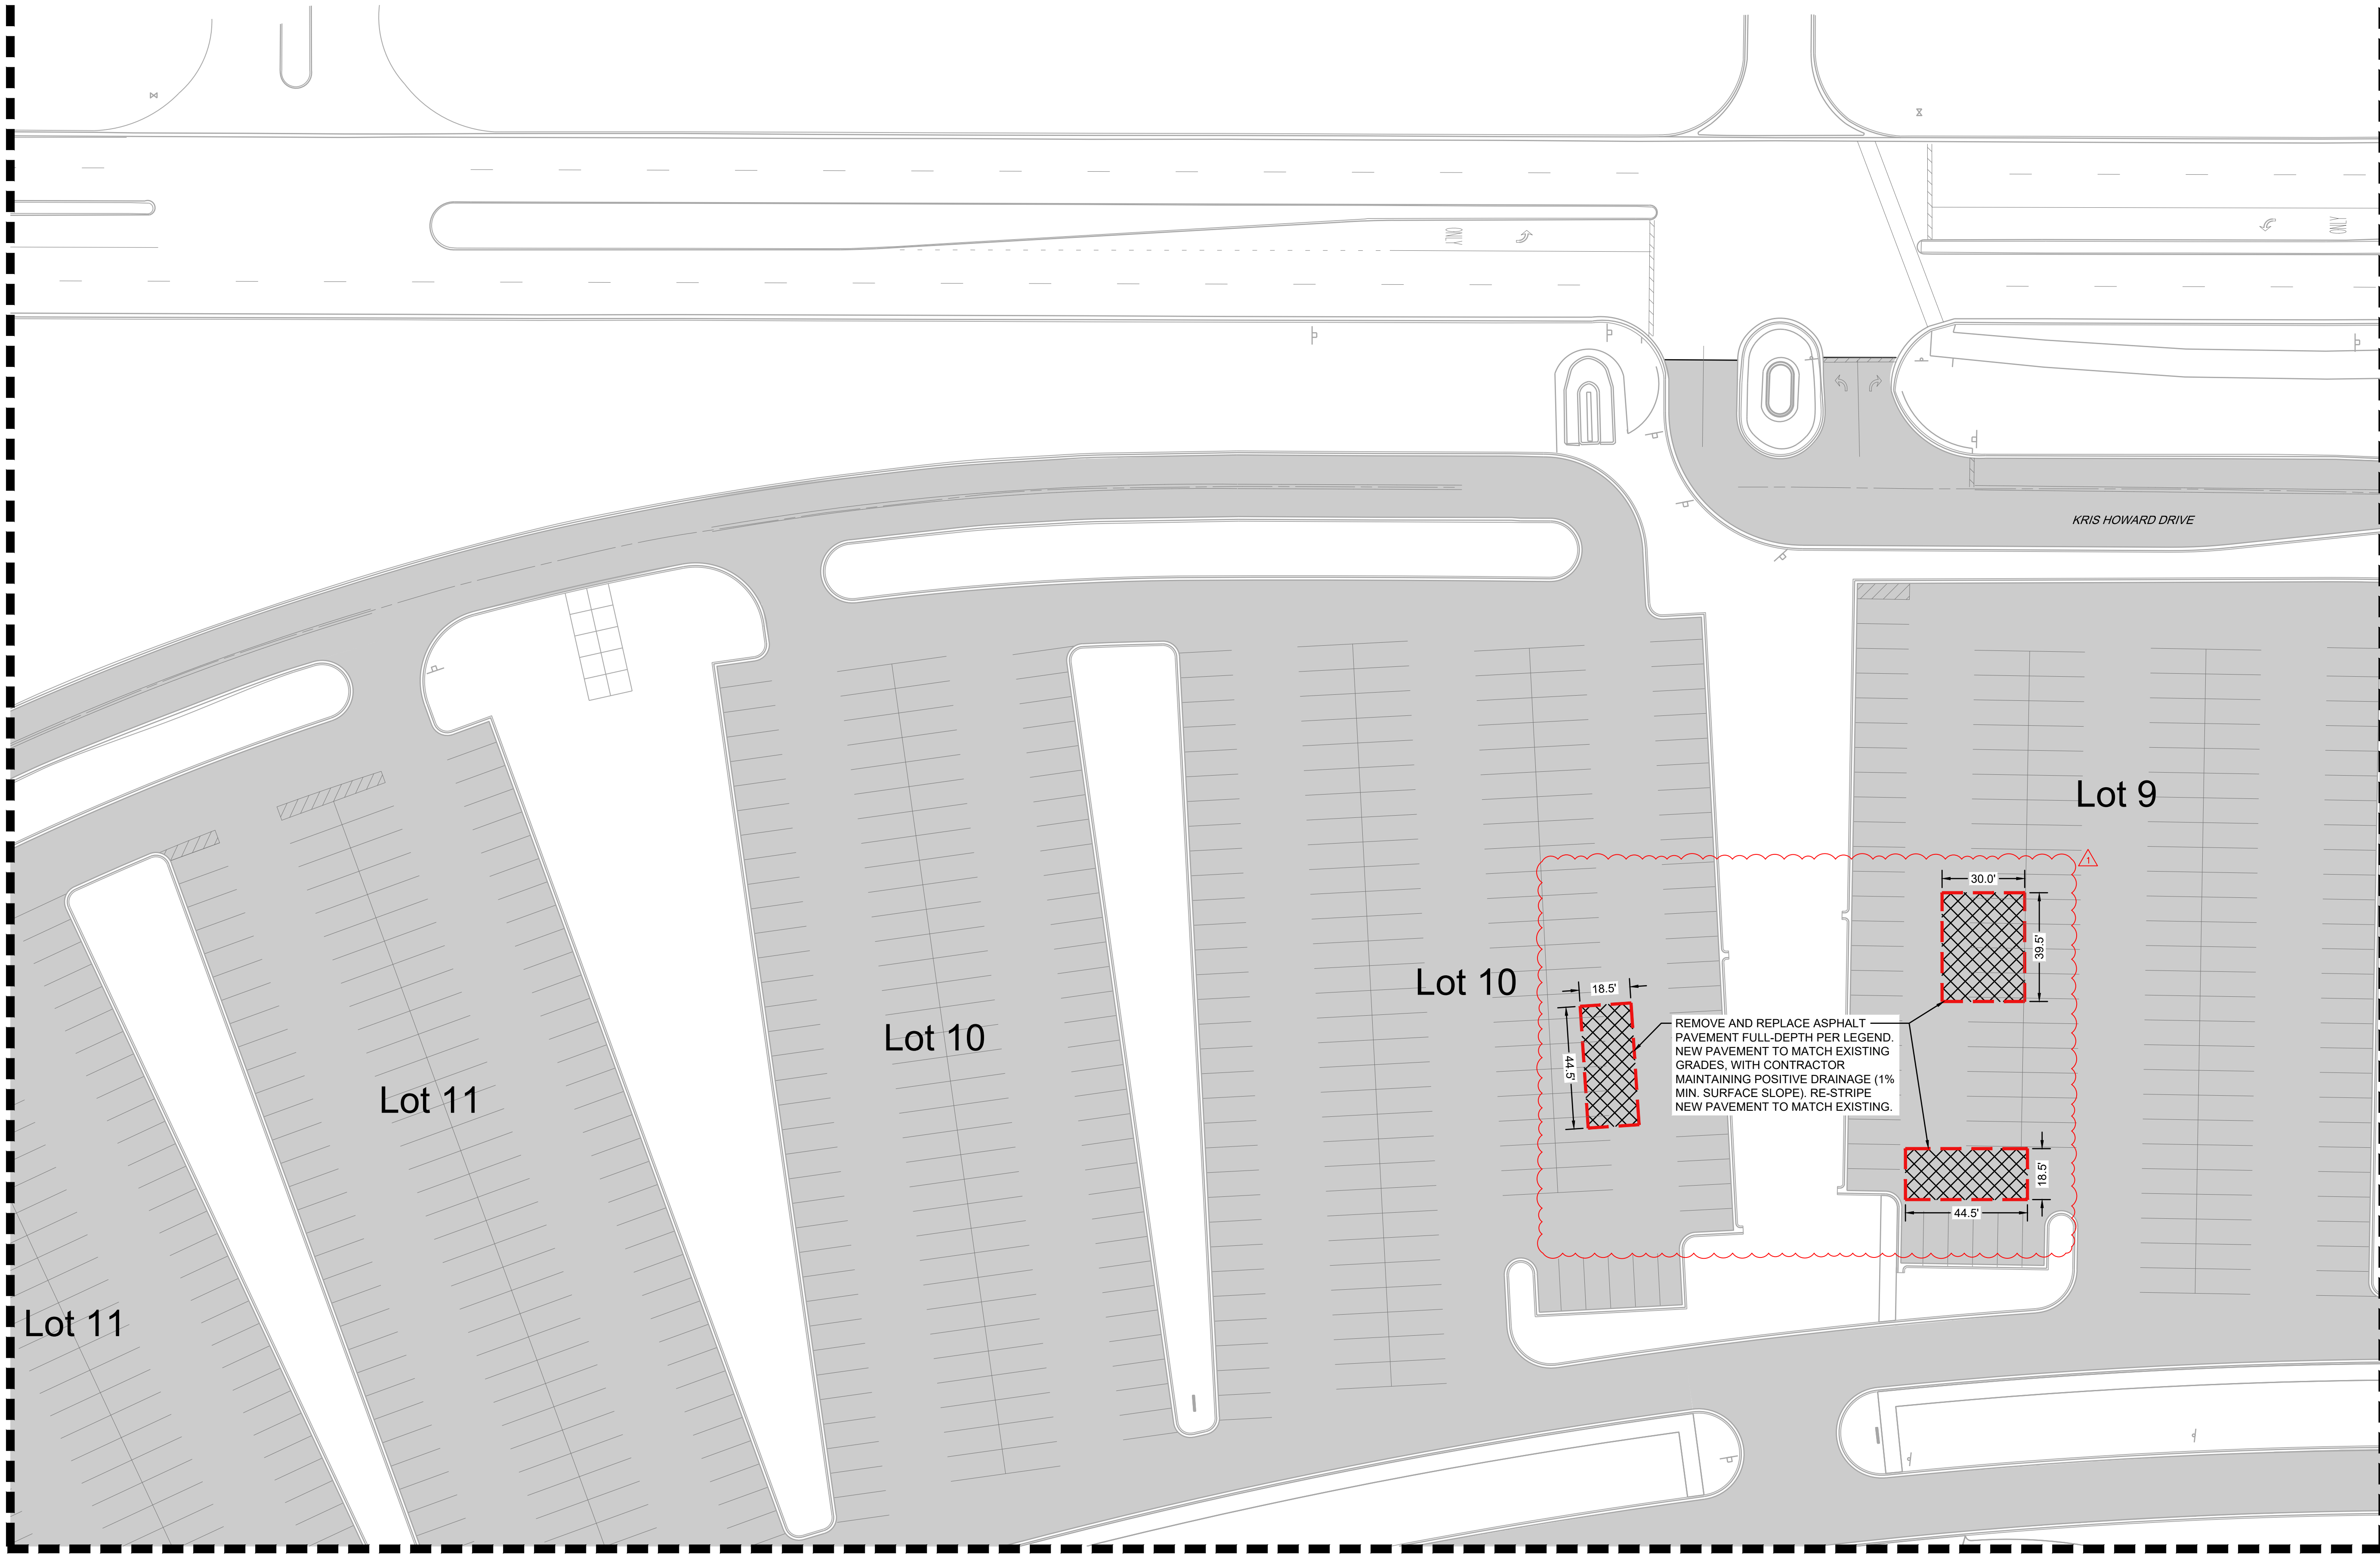 ONLY
ONLY
KRIS HOWARD DRIVE
Lot 9
1
30.0'
39.5'
Lot 10
18.5'
44.5'
REMOVE AND REPLACE ASPHALT
PAVEMENT FULL-DEPTH PER LEGEND.
NEW PAVEMENT TO MATCH EXISTING
GRADES, WITH CONTRACTOR
MAINTAINING POSITIVE DRAINAGE (1%
MIN. SURFACE SLOPE). RE-STRIPE
NEW PAVEMENT TO MATCH EXISTING.
Lot 10
Lot 11
18.5'
44.5'
Lot 11